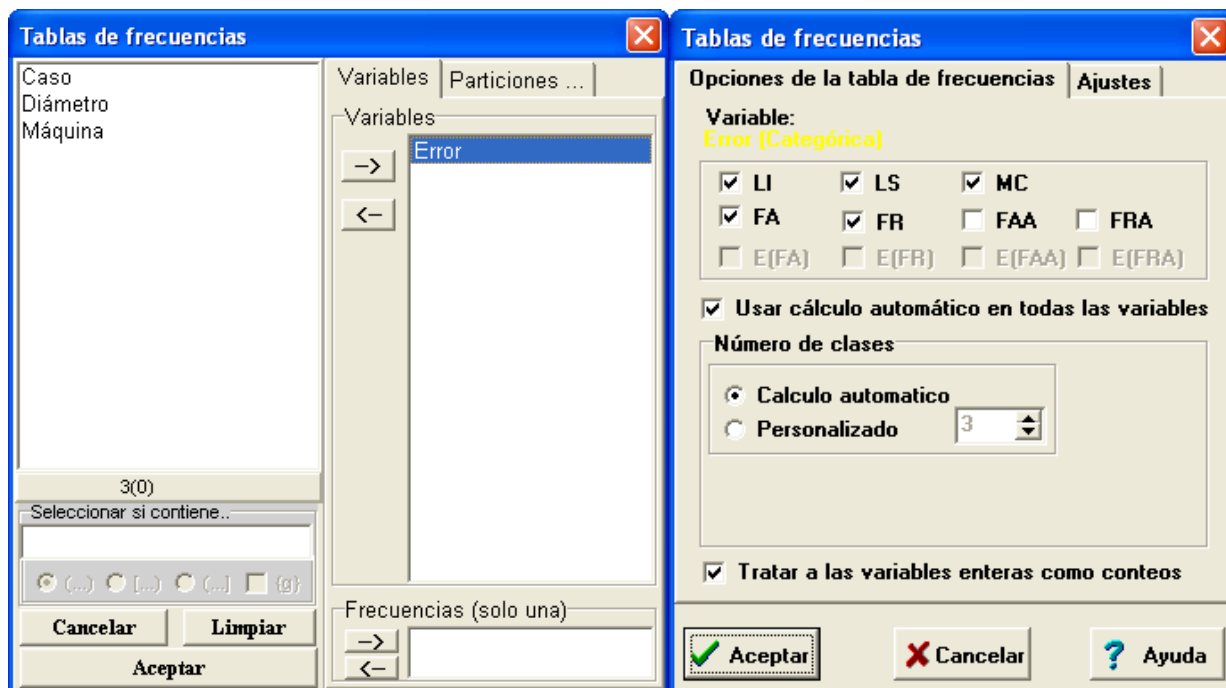 Tablas de frecuencias
Caso
Diámetro
Máquina
3(0)
Seleccionar si contiene..
(...) [...) (...] {g}
Cancelar Limpiar
Aceptar
Variables Particiones ...
Variables
-->
<--
Error
Frecuencias (solo una)
-->
<--
Tablas de frecuencias
Opciones de la tabla de frecuencias Ajustes
Variable:
Error (Categórica)
LI LS MC
FA FR FAA FRA
E(FA) E(FR) E(FAA) E(FRA)
Usar cálculo automático en todas las variables
Número de clases
Calculo automatico
Personalizado 3
Tratar a las variables enteras como conteos
Aceptar Cancelar ? Ayuda